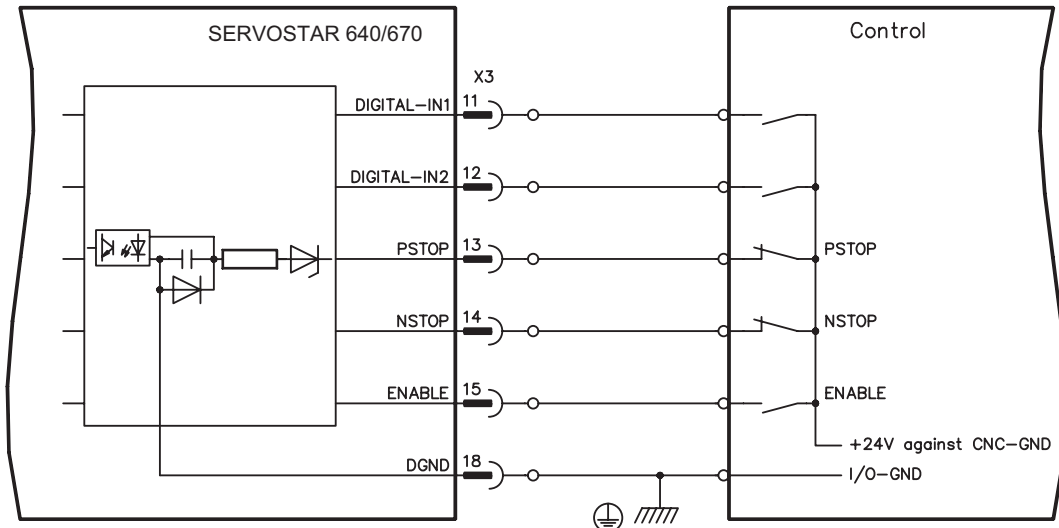 SERVOSTAR 640/670
Control
X3
DIGITAL-IN1 11
DIGITAL-IN2 12
PSTOP 13 PSTOP
NSTOP 14 NSTOP
ENABLE 15 ENABLE
+24V against CNC-GND
DGND 18 I/O-GND